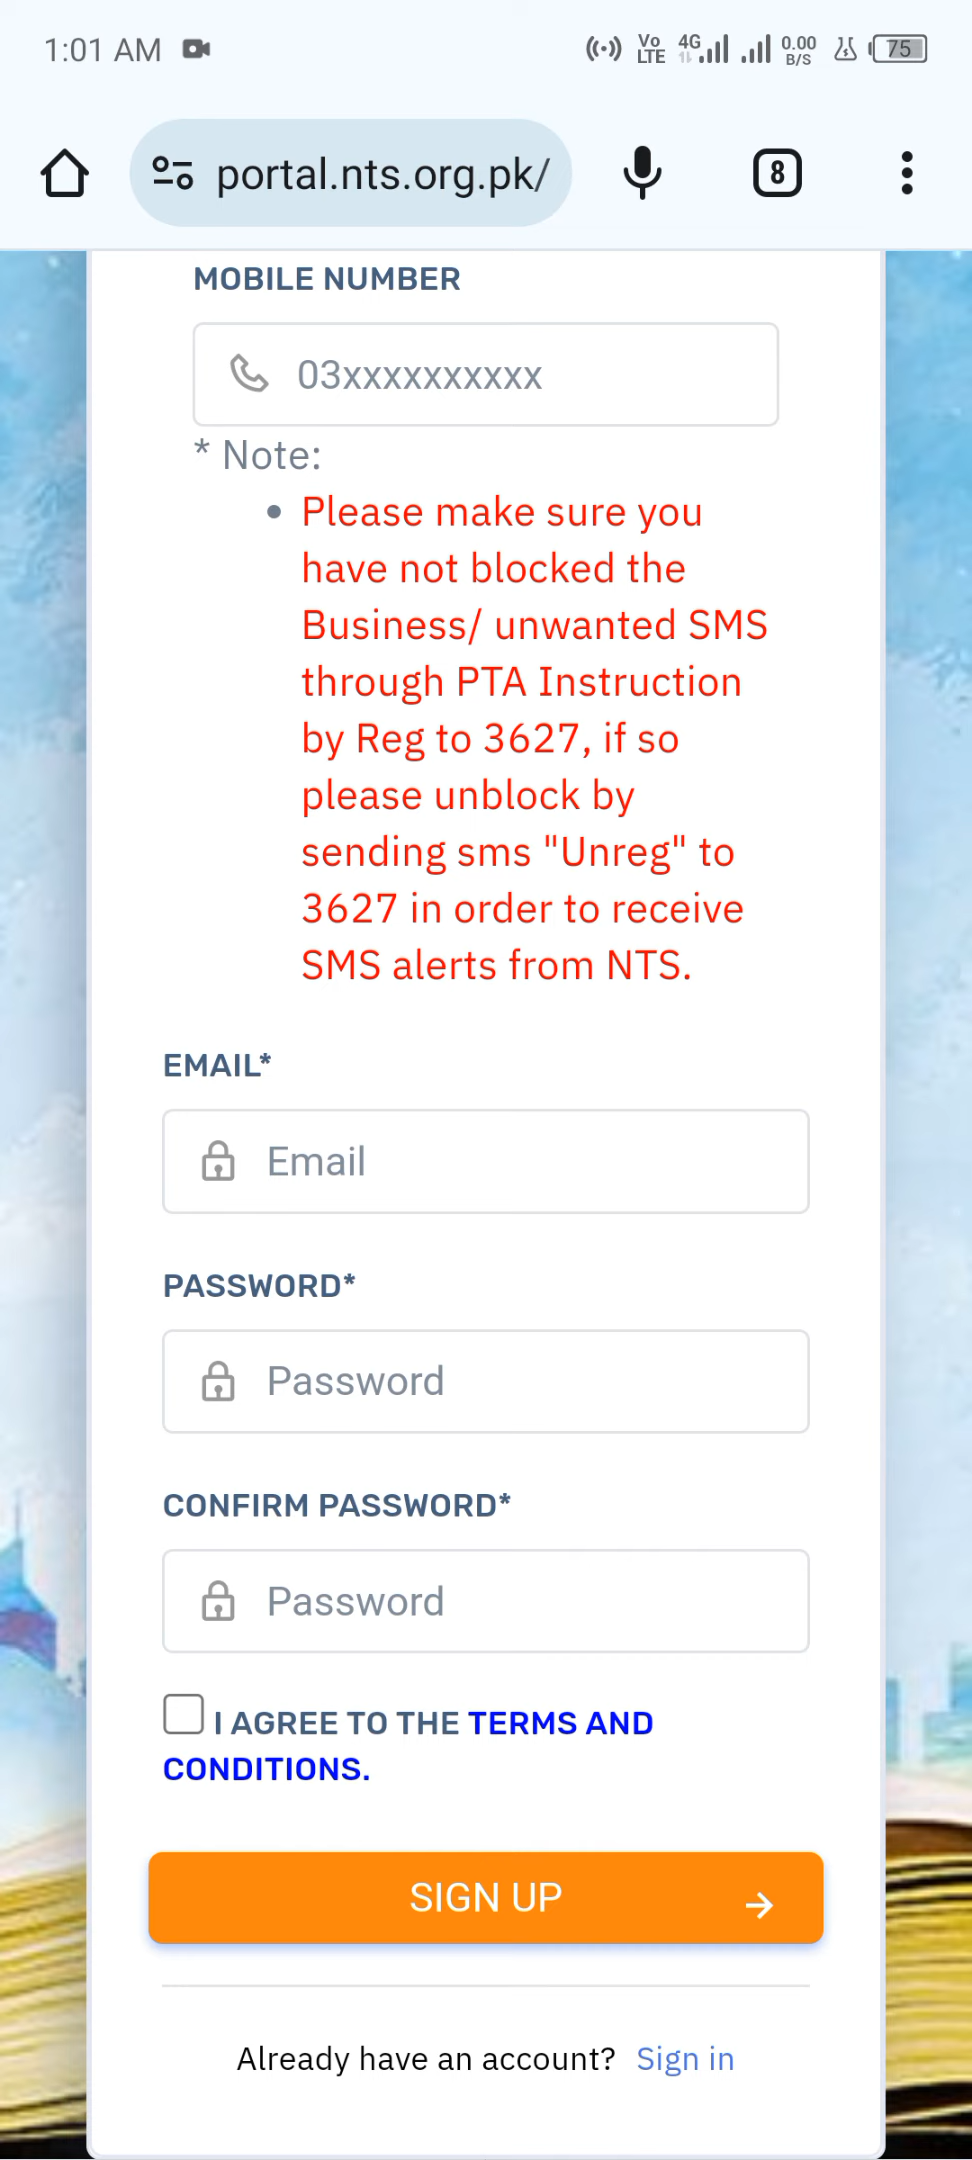 1:01 AM
Vo LTE 4G 0.00 B/S 75
portal.nts.org.pk/
8
MOBILE NUMBER
03xxxxxxxxxx
* Note:
• Please make sure you
have not blocked the
Business/ unwanted SMS
through PTA Instruction
by Reg to 3627, if so
please unblock by
sending sms "Unreg" to
3627 in order to receive
SMS alerts from NTS.
EMAIL*
Email
PASSWORD*
Password
CONFIRM PASSWORD*
Password
I AGREE TO THE TERMS AND
CONDITIONS.
SIGN UP →
Already have an account? Sign in